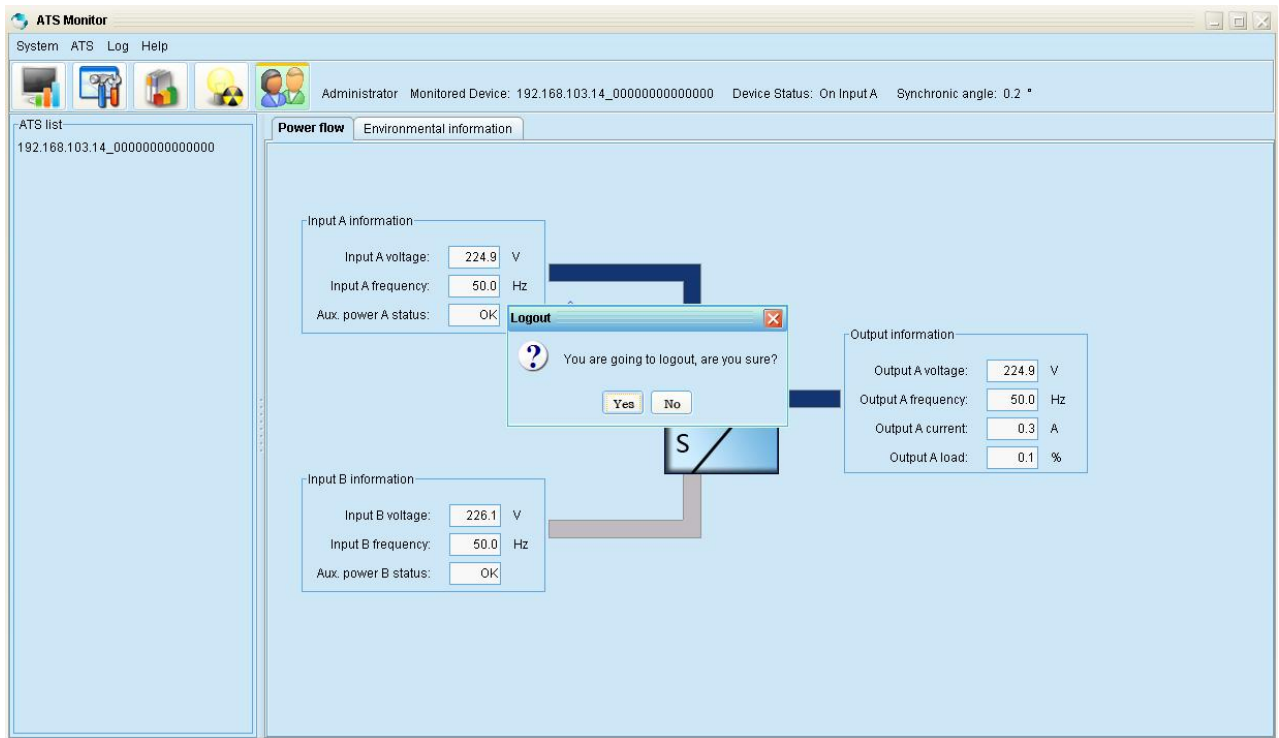 ATS Monitor
System ATS Log Help
Administrator Monitored Device: 192.168.103.14_00000000000000 Device Status: On Input A Synchronic angle: 0.2 °
ATS list
192.168.103.14_00000000000000
Power flow Environmental information
Input A information
Input A voltage: 224.9 V
Input A frequency: 50.0 Hz
Aux. power A status: OK
Logout
? You are going to logout, are you sure?
Yes No
Output information
Output A voltage: 224.9 V
Output A frequency: 50.0 Hz
Output A current: 0.3 A
Output A load: 0.1 %
S
Input B information
Input B voltage: 226.1 V
Input B frequency: 50.0 Hz
Aux. power B status: OK